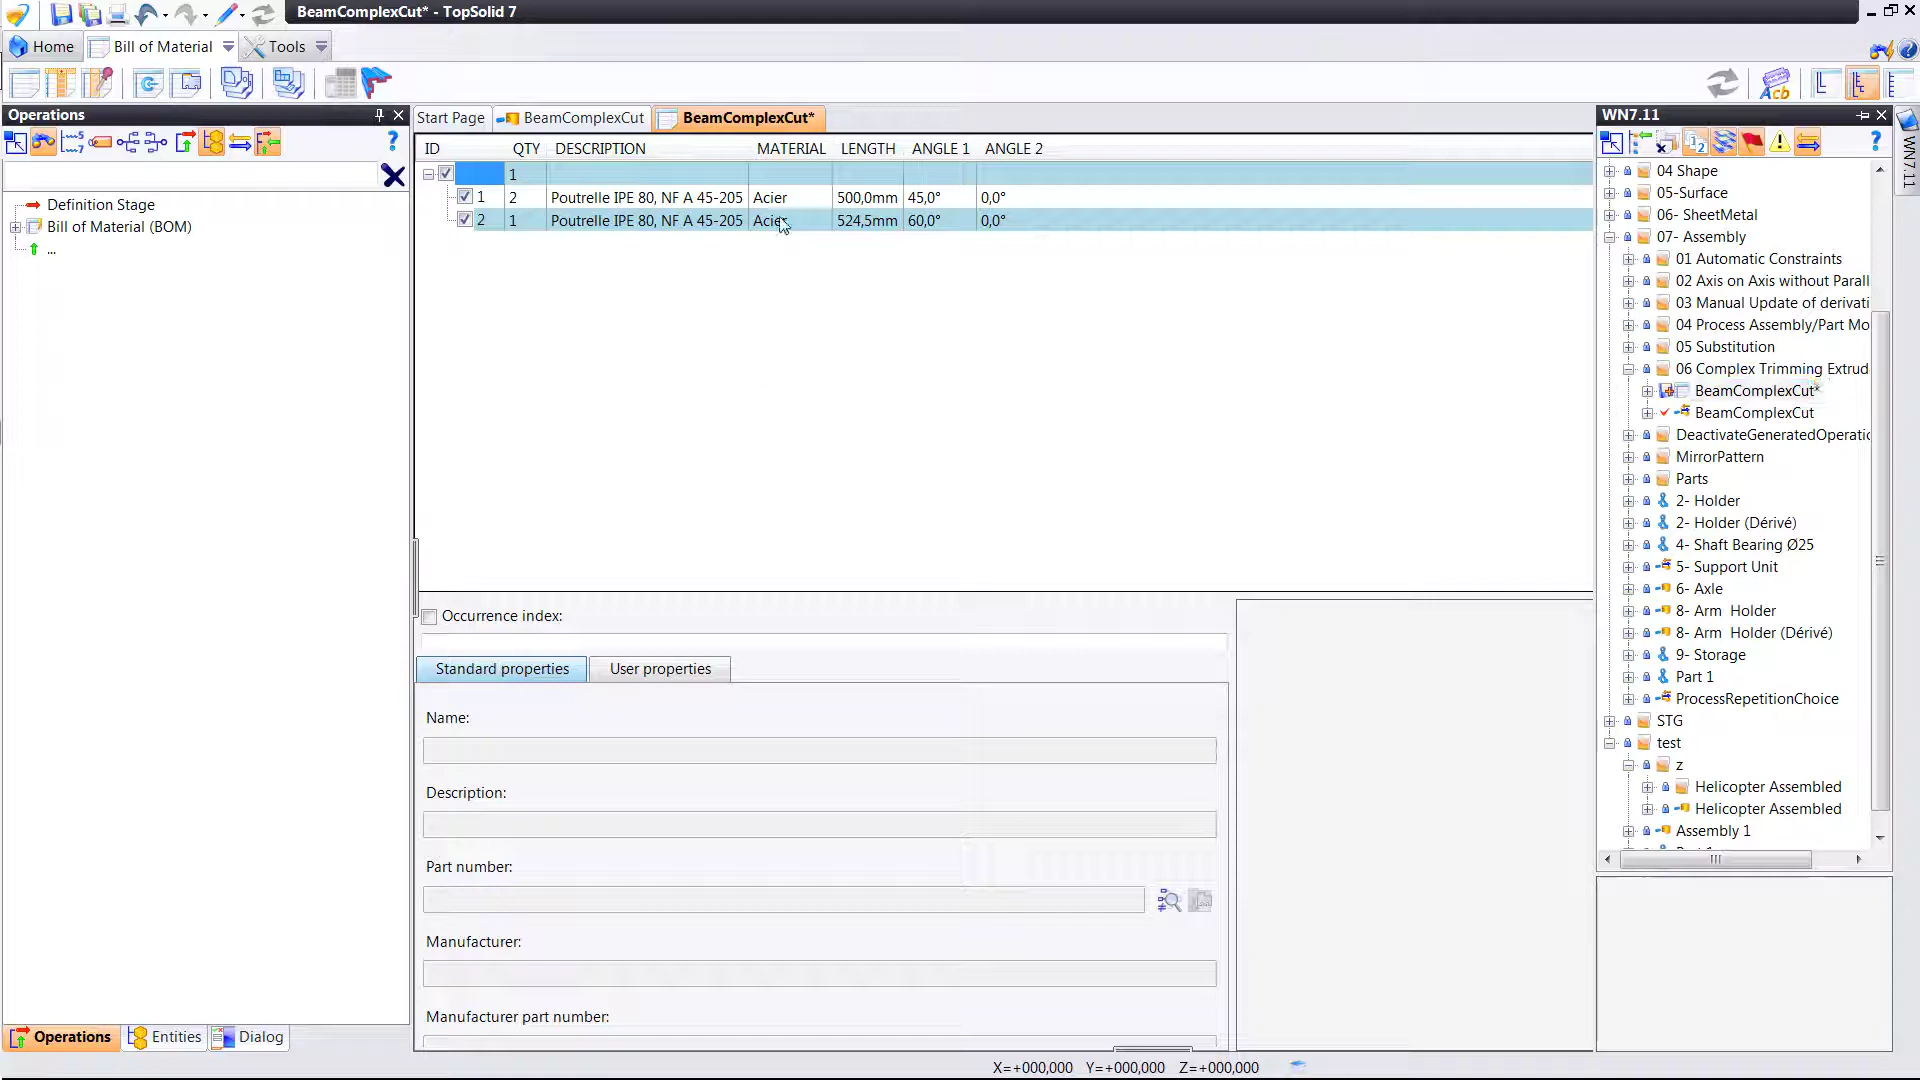 BeamComplexCut* - TopSolid 7
Home
Bill of Material
Tools
Acb
Operations
?
Definition Stage
Bill of Material (BOM)
...
Operations
Entities
Dialog
Start Page
BeamComplexCut
BeamComplexCut*
ID QTY DESCRIPTION MATERIAL LENGTH ANGLE 1 ANGLE 2
1
1 2 Poutrelle IPE 80, NF A 45-205 Acier 500,0mm 45,0° 0,0°
2 1 Poutrelle IPE 80, NF A 45-205 Acier 524,5mm 60,0° 0,0°
Occurrence index:
Standard properties
User properties
Name:
Description:
Part number:
Manufacturer:
Manufacturer part number:
X=+000,000 Y=+000,000 Z=+000,000
WN7.11
?
04 Shape
05-Surface
06- SheetMetal
07- Assembly
01 Automatic Constraints
02 Axis on Axis without Parall
03 Manual Update of derivati
04 Process Assembly/Part Mo
05 Substitution
06 Complex Trimming Extrud
BeamComplexCut*
BeamComplexCut
DeactivateGeneratedOperatic
MirrorPattern
Parts
2- Holder
2- Holder (Dérivé)
4- Shaft Bearing Ø25
5- Support Unit
6- Axle
8- Arm Holder
8- Arm Holder (Dérivé)
9- Storage
Part 1
ProcessRepetitionChoice
STG
test
z
Helicopter Assembled
Helicopter Assembled
Assembly 1
WN7.11